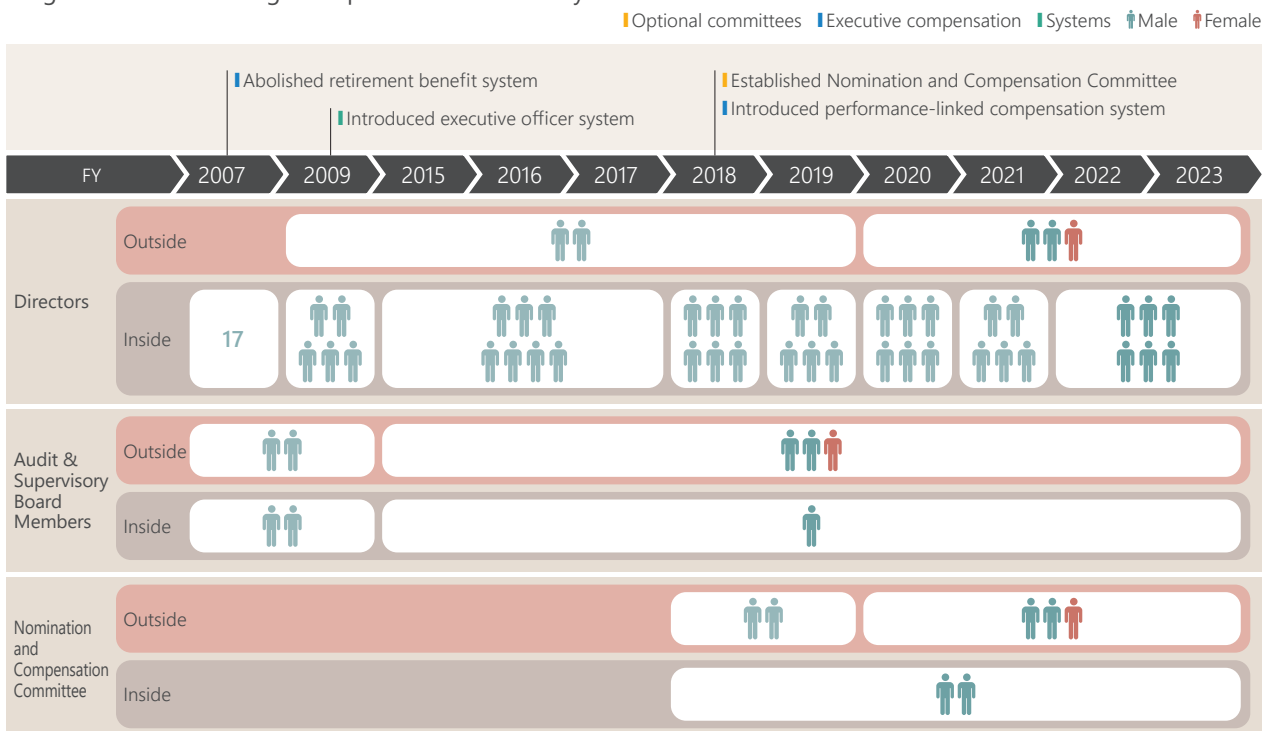 Optional committees Executive compensation Systems Male Female
Abolished retirement benefit system
Established Nomination and Compensation Committee
Introduced executive officer system
Introduced performance-linked compensation system
FY 2007 2009 2015 2016 2017 2018 2019 2020 2021 2022 2023
Directors
Outside
Inside
17
Audit &
Supervisory
Board
Members
Outside
Inside
Nomination
and
Compensation
Committee
Outside
Inside